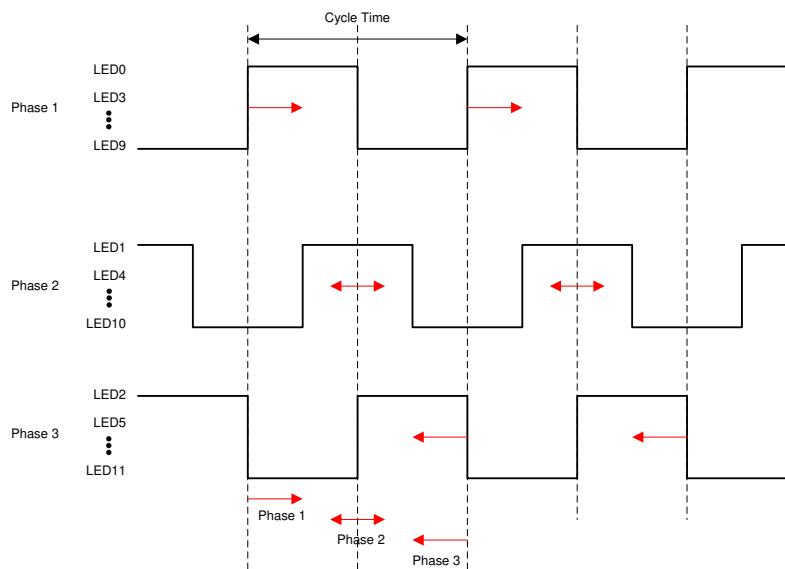 Cycle Time
LED0
LED3
Phase 1
LED9
LED1
LED4
Phase 2
LED10
LED2
LED5
Phase 3
LED11
Phase 1
Phase 2
Phase 3